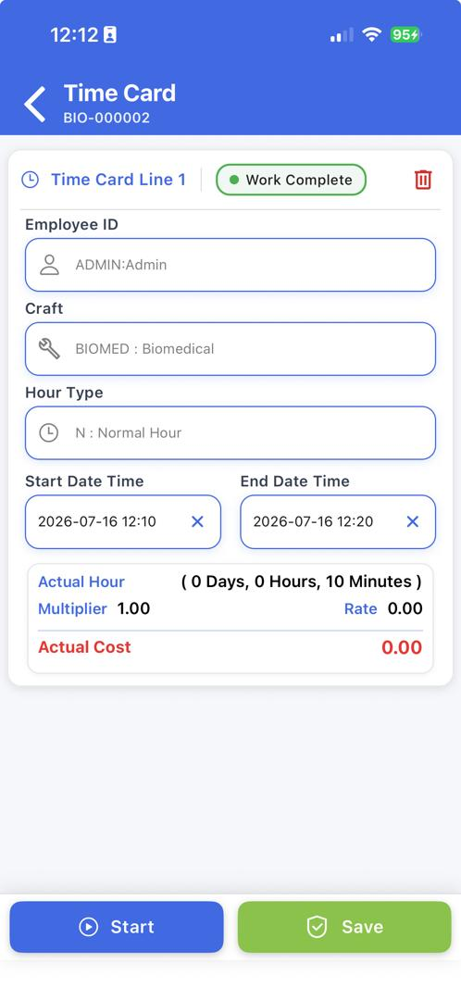 12:12
95
Time Card
BIO-000002
Time Card Line 1
Work Complete
Employee ID
ADMIN:Admin
Craft
BIOMED : Biomedical
Hour Type
N : Normal Hour
Start Date Time
End Date Time
2026-07-16 12:10
2026-07-16 12:20
Actual Hour ( 0 Days, 0 Hours, 10 Minutes )
Multiplier 1.00 Rate 0.00
Actual Cost 0.00
Start
Save